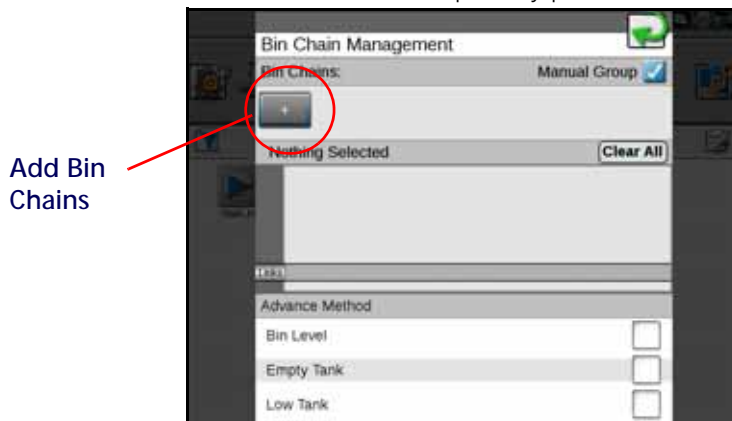 Bin Chain Management
Bin Chains:
Manual Group
+
Nothing Selected
Clear All
Add Bin
Chains
Links
Advance Method
Bin Level
Empty Tank
Low Tank